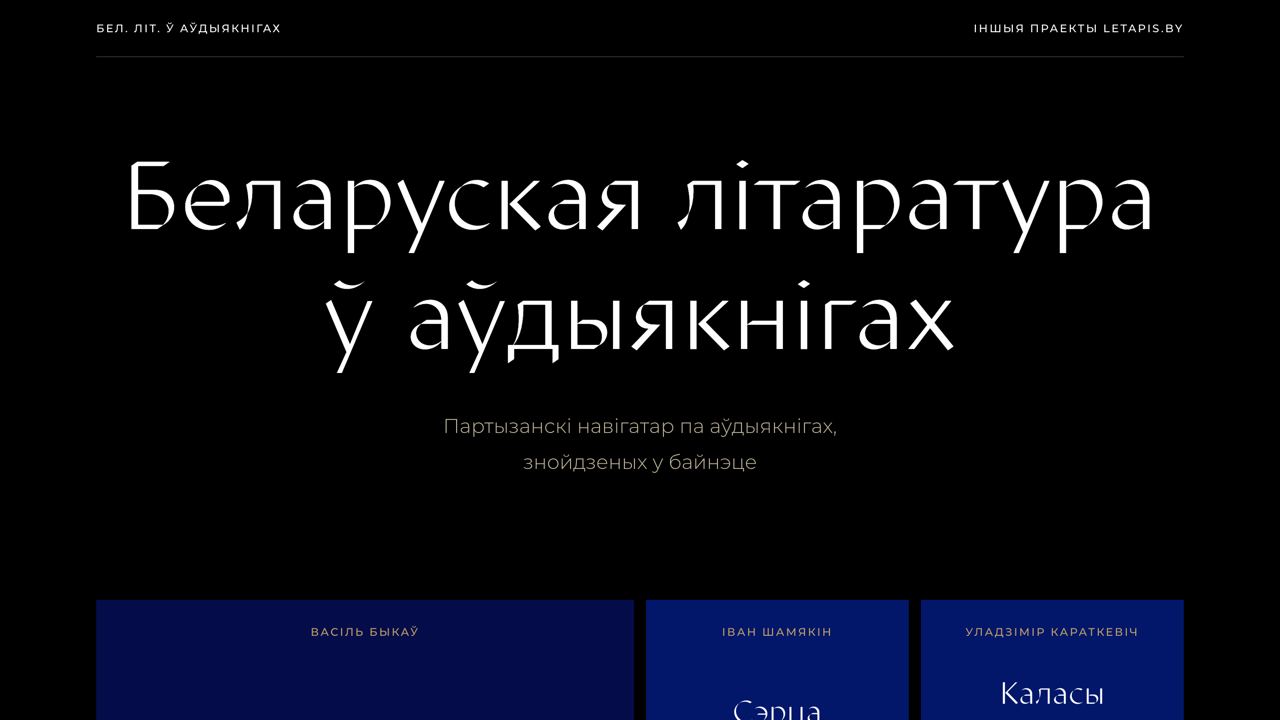 БЕЛ. ЛІТ. Ў АЎДЫЯКНІГАХ
ІНШЫЯ ПРАЕКТЫ LETAPIS.BY
Беларуская літаратура
ў аўдыякнігах
Партызанскі навігатар па аўдыякнігах,
знойдзеных у байнэце
ВАСІЛЬ БЫКАЎ
ІВАН ШАМЯКІН
Сэрца
УЛАДЗІМІР КАРАТКЕВІЧ
Каласы